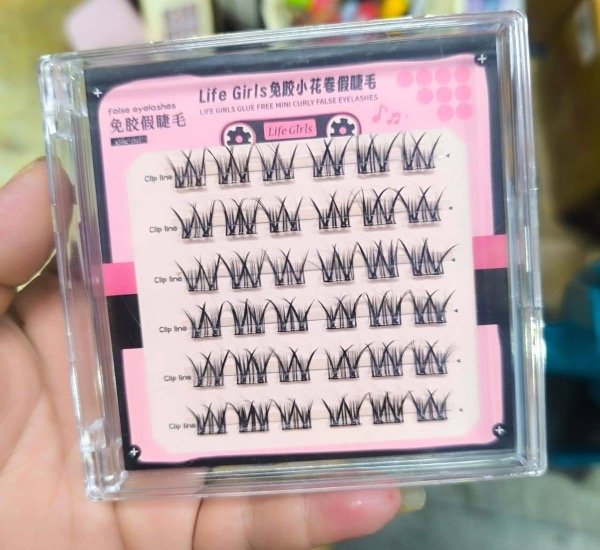 Life Girls免胶小花卷假睫毛
LIFE GIRLS GLUE FREE MINI CURLY FALSE EYELASHES
False eyelashes
免胶假睫毛
Life Girls
Clip line
Clip line
Clip line
Clip line
Clip line
Clip line